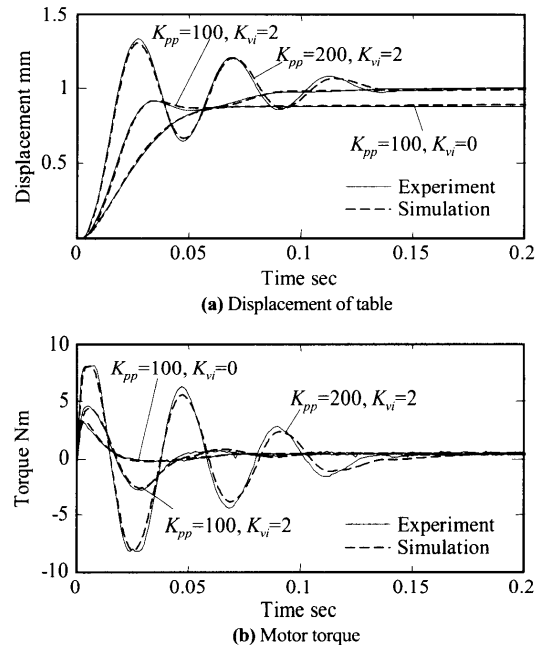 1.5
1
0.5
0
Displacement mm
Kpp=100, Kvi=2
Kpp=200, Kvi=2
Kpp=100, Kvi=0
Experiment
Simulation
0 0.05 0.1 0.15 0.2
Time sec
(a) Displacement of table
10
5
0
-5
-10
Torque Nm
Kpp=100, Kvi=0
Kpp=200, Kvi=2
Kpp=100, Kvi=2
Experiment
Simulation
0 0.05 0.1 0.15 0.2
Time sec
(b) Motor torque